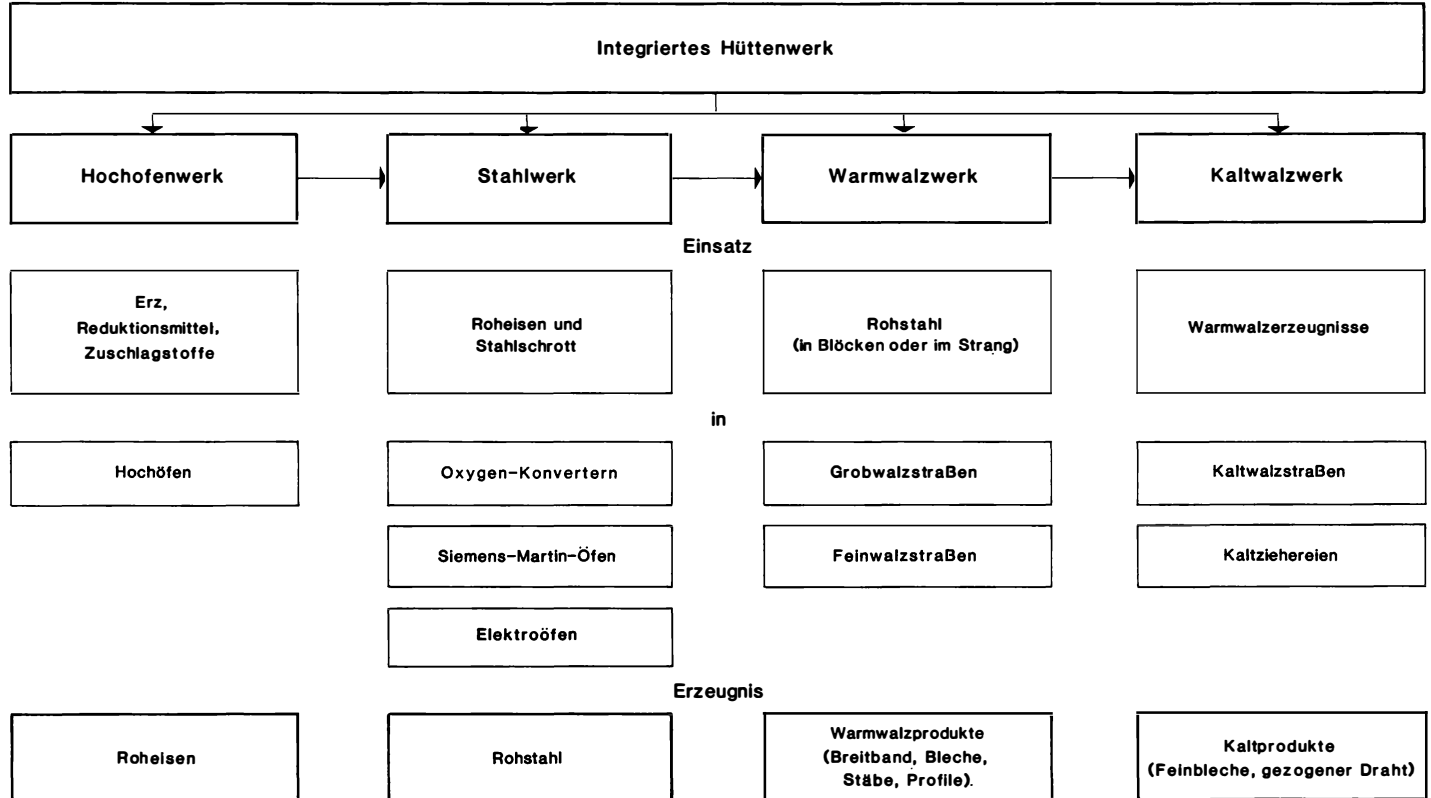 Integriertes Hüttenwerk
Hochofenwerk
Stahlwerk
Warmwalzwerk
Kaltwalzwerk
Einsatz
Erz,
Reduktionsmittel,
Zuschlagstoffe
Roheisen und
Stahlschrott
Rohstahl
(in Blöcken oder im Strang)
Warmwalzerzeugnisse
in
Hochöfen
Oxygen-Konvertern
Grobwalzstraßen
Kaltwalzstraßen
Siemens-Martin-Öfen
Feinwalzstraßen
Kaltziehereien
Elektroöfen
Erzeugnis
Roheisen
Rohstahl
Warmwalzprodukte
(Breitband, Bleche,
Stäbe, Profile).
Kaltprodukte
(Feinbleche, gezogener Draht)